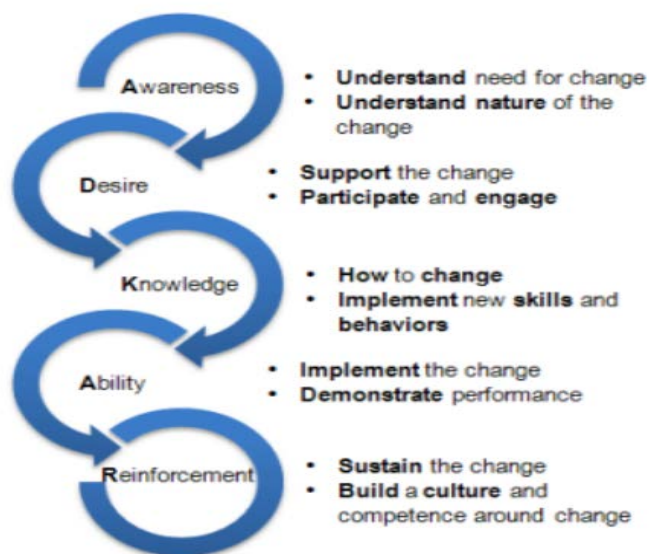 Awareness
• Understand need for change
• Understand nature of the
change
Desire
• Support the change
• Participate and engage
Knowledge
• How to change
• Implement new skills and
behaviors
Ability
• Implement the change
• Demonstrate performance
Reinforcement
• Sustain the change
• Build a culture and
competence around change